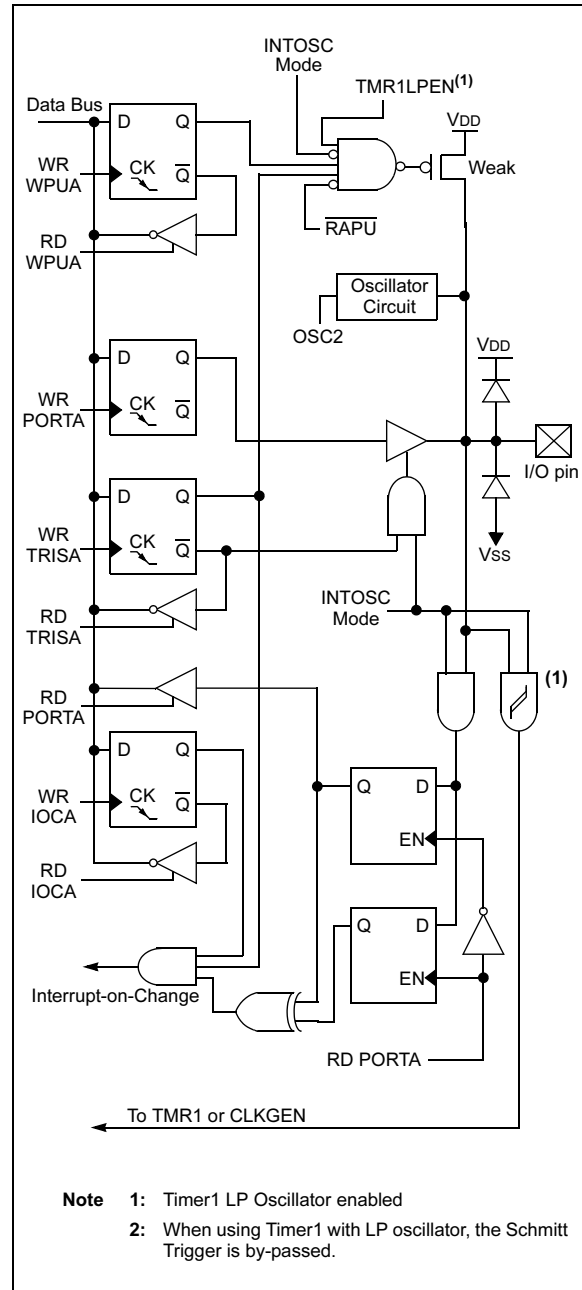 INTOSC
Mode
TMR1LPEN(1)
Data Bus
D Q
VDD
WR
WPUA
CK
Q
Weak
RD
WPUA
RAPU
Oscillator
Circuit
OSC2
VDD
D Q
WR
PORTA
CK
Q
I/O pin
D Q
WR
TRISA
CK
Q
VSS
INTOSC
Mode
RD
TRISA
(1)
RD
PORTA
D Q
WR
IOCA
CK
Q
Q D
EN
RD
IOCA
Q D
EN
Interrupt-on-Change
RD PORTA
To TMR1 or CLKGEN
Note 1: Timer1 LP Oscillator enabled
2: When using Timer1 with LP oscillator, the Schmitt
Trigger is by-passed.